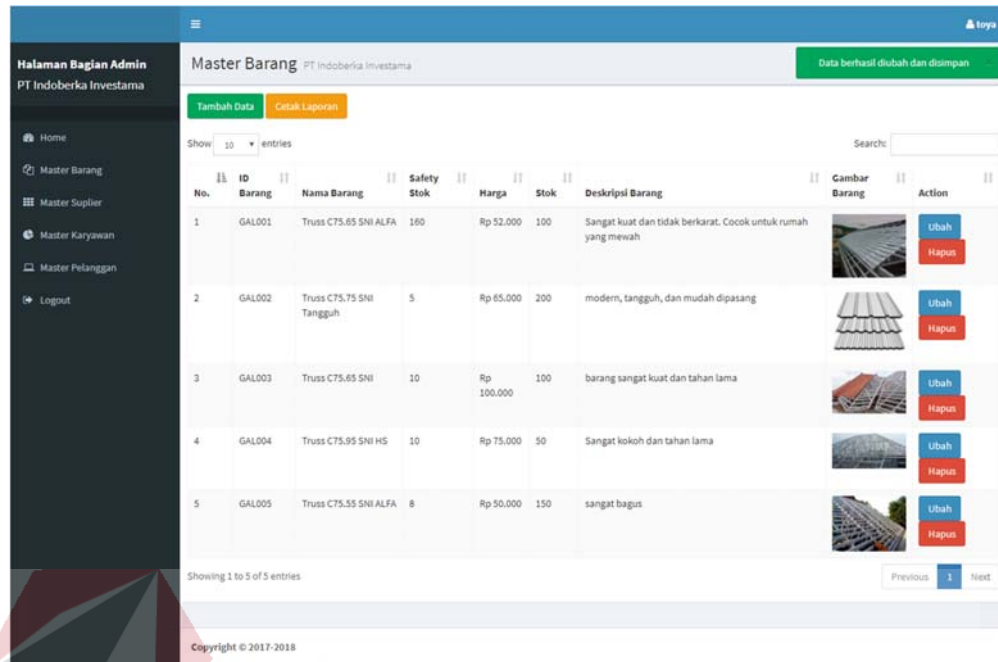 toya
Halaman Bagian Admin
PT Indoberka Investama
Master Barang PT Indoberka Investama
Data berhasil diubah dan disimpan
Tambah Data Cetak Laporan
Home
Master Barang
Master Suplier
Master Karyawan
Master Pelanggan
Logout
Show 10 entries
Search:
No. ID Barang Nama Barang Safety Stok Harga Stok Deskripsi Barang Gambar Barang Action
1 GAL001 Truss C75.65 SNI ALFA 160 Rp 52.000 100 Sangat kuat dan tidak berkarat. Cocok untuk rumah yang mewah Ubah
Hapus
2 GAL002 Truss C75.75 SNI Tangguh 5 Rp 65.000 200 modern, tangguh, dan mudah dipasang Ubah
Hapus
3 GAL003 Truss C75.65 SNI 10 Rp 100.000 100 barang sangat kuat dan tahan lama Ubah
Hapus
4 GAL004 Truss C75.95 SNI HS 10 Rp 75.000 50 Sangat kokoh dan tahan lama Ubah
Hapus
5 GAL005 Truss C75.55 SNI ALFA 8 Rp 50.000 150 sangat bagus Ubah
Hapus
Showing 1 to 5 of 5 entries
Previous 1 Next
Copyright © 2017-2018